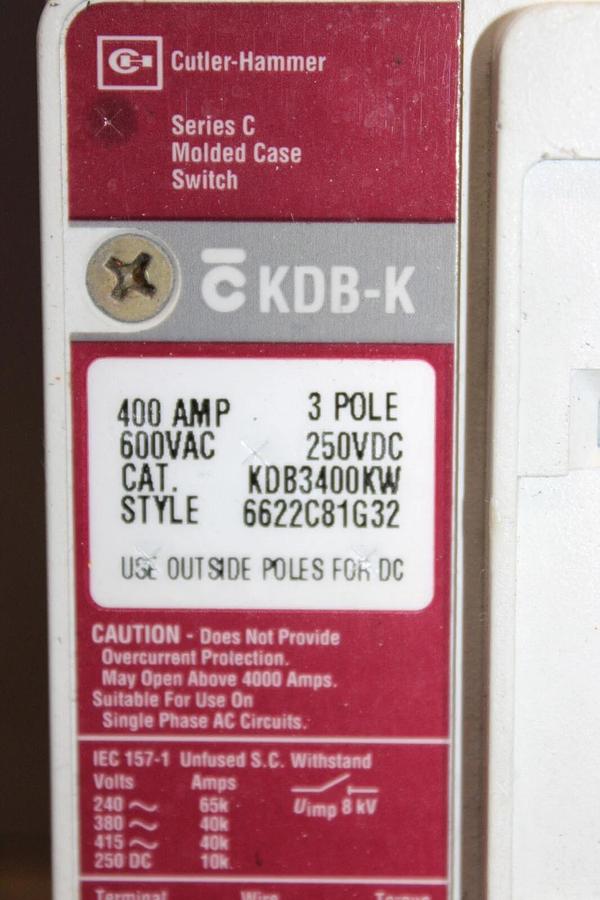 Cutler-Hammer
Series C
Molded Case
Switch
C KDB-K
400 AMP 3 POLE
600VAC 250VDC
CAT. KDB3400KW
STYLE 6622C81G32
USE OUTSIDE POLES FOR DC
CAUTION - Does Not Provide
Overcurrent Protection.
May Open Above 4000 Amps.
Suitable For Use On
Single Phase AC Circuits.
IEC 157-1 Unfused S.C. Withstand
Volts Amps
240 ~ 65k Uimp 8 kV
380 ~ 40k
415 ~ 40k
250 DC 10k
Terminal Wire Torque